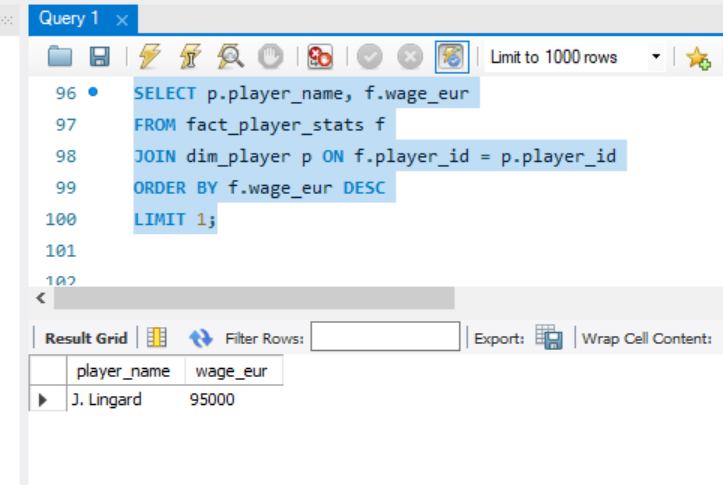 Query 1
Limit to 1000 rows
96 SELECT p.player_name, f.wage_eur
97 FROM fact_player_stats f
98 JOIN dim_player p ON f.player_id = p.player_id
99 ORDER BY f.wage_eur DESC
100 LIMIT 1;
101
102
Result Grid Filter Rows: Export: Wrap Cell Content:
player_name wage_eur
J. Lingard 95000